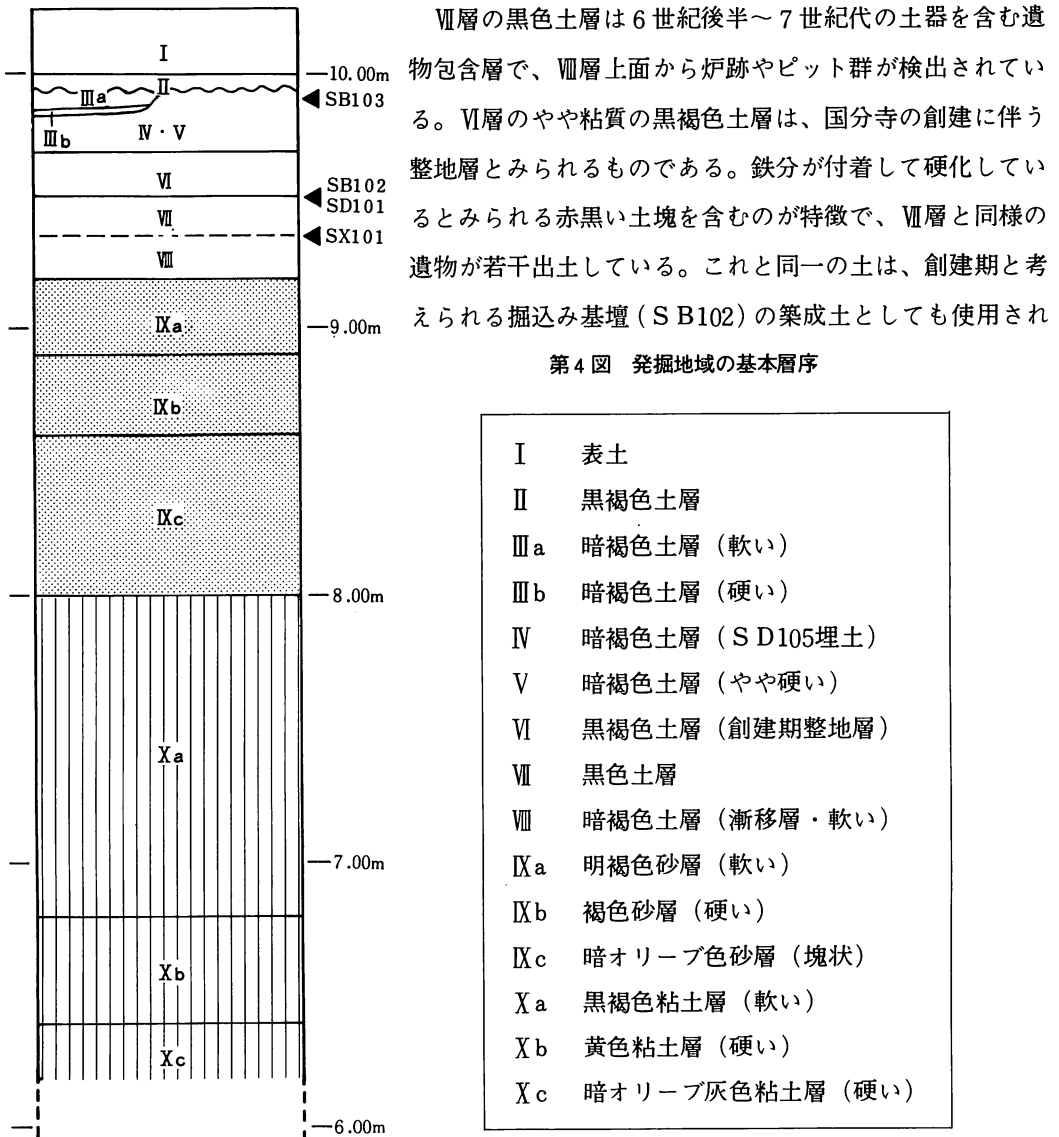 Ⅶ層の黒色土層は6世紀後半～7世紀代の土器を含む遺
物包含層で、Ⅷ層上面から炉跡やピット群が検出されてい
る。Ⅵ層のやや粘質の黒褐色土層は、国分寺の創建に伴う
整地層とみられるものである。鉄分が付着して硬化してい
るとみられる赤黒い土塊を含むのが特徴で、Ⅶ層と同様の
遺物が若干出土している。これと同一の土は、創建期と考
えられる掘込み基壇(SB102)の築成土としても使用され
第4図 発掘地域の基本層序
Ⅰ
10.00m
Ⅱ
Ⅲa
SB103
Ⅲb
Ⅳ・Ⅴ
Ⅵ
SB102
SD101
Ⅶ
SX101
Ⅷ
Ⅸa
9.00m
Ⅸb
Ⅸc
8.00m
Ⅹa
7.00m
Ⅹb
Ⅹc
6.00m
Ⅰ 表土
Ⅱ 黒褐色土層
Ⅲa 暗褐色土層(軟い)
Ⅲb 暗褐色土層(硬い)
Ⅳ 暗褐色土層(SD105埋土)
Ⅴ 暗褐色土層(やや硬い)
Ⅵ 黒褐色土層(創建期整地層)
Ⅶ 黒色土層
Ⅷ 暗褐色土層(漸移層・軟い)
Ⅸa 明褐色砂層(軟い)
Ⅸb 褐色砂層(硬い)
Ⅸc 暗オリーブ色砂層(塊状)
Ⅹa 黒褐色粘土層(軟い)
Ⅹb 黄色粘土層(硬い)
Ⅹc 暗オリーブ灰色粘土層(硬い)